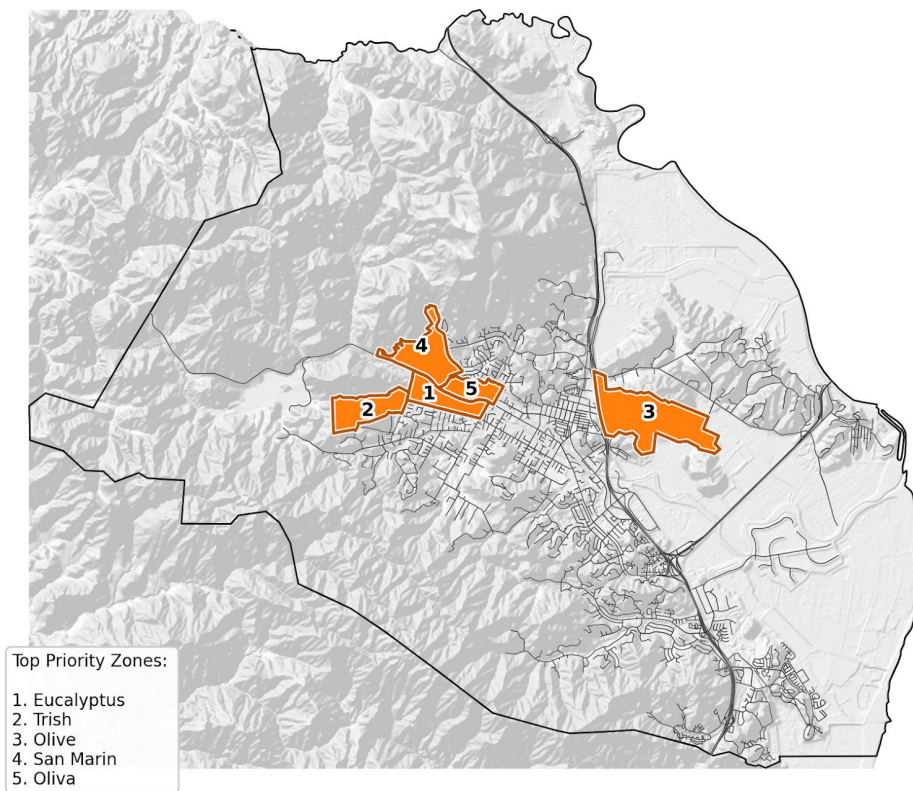 4
5
1
2
3
Top Priority Zones:
1. Eucalyptus
2. Trish
3. Olive
4. San Marin
5. Oliva